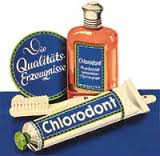 Die
Qualitäts-
Erzeugnisse
Chlorodont
Chlorodont